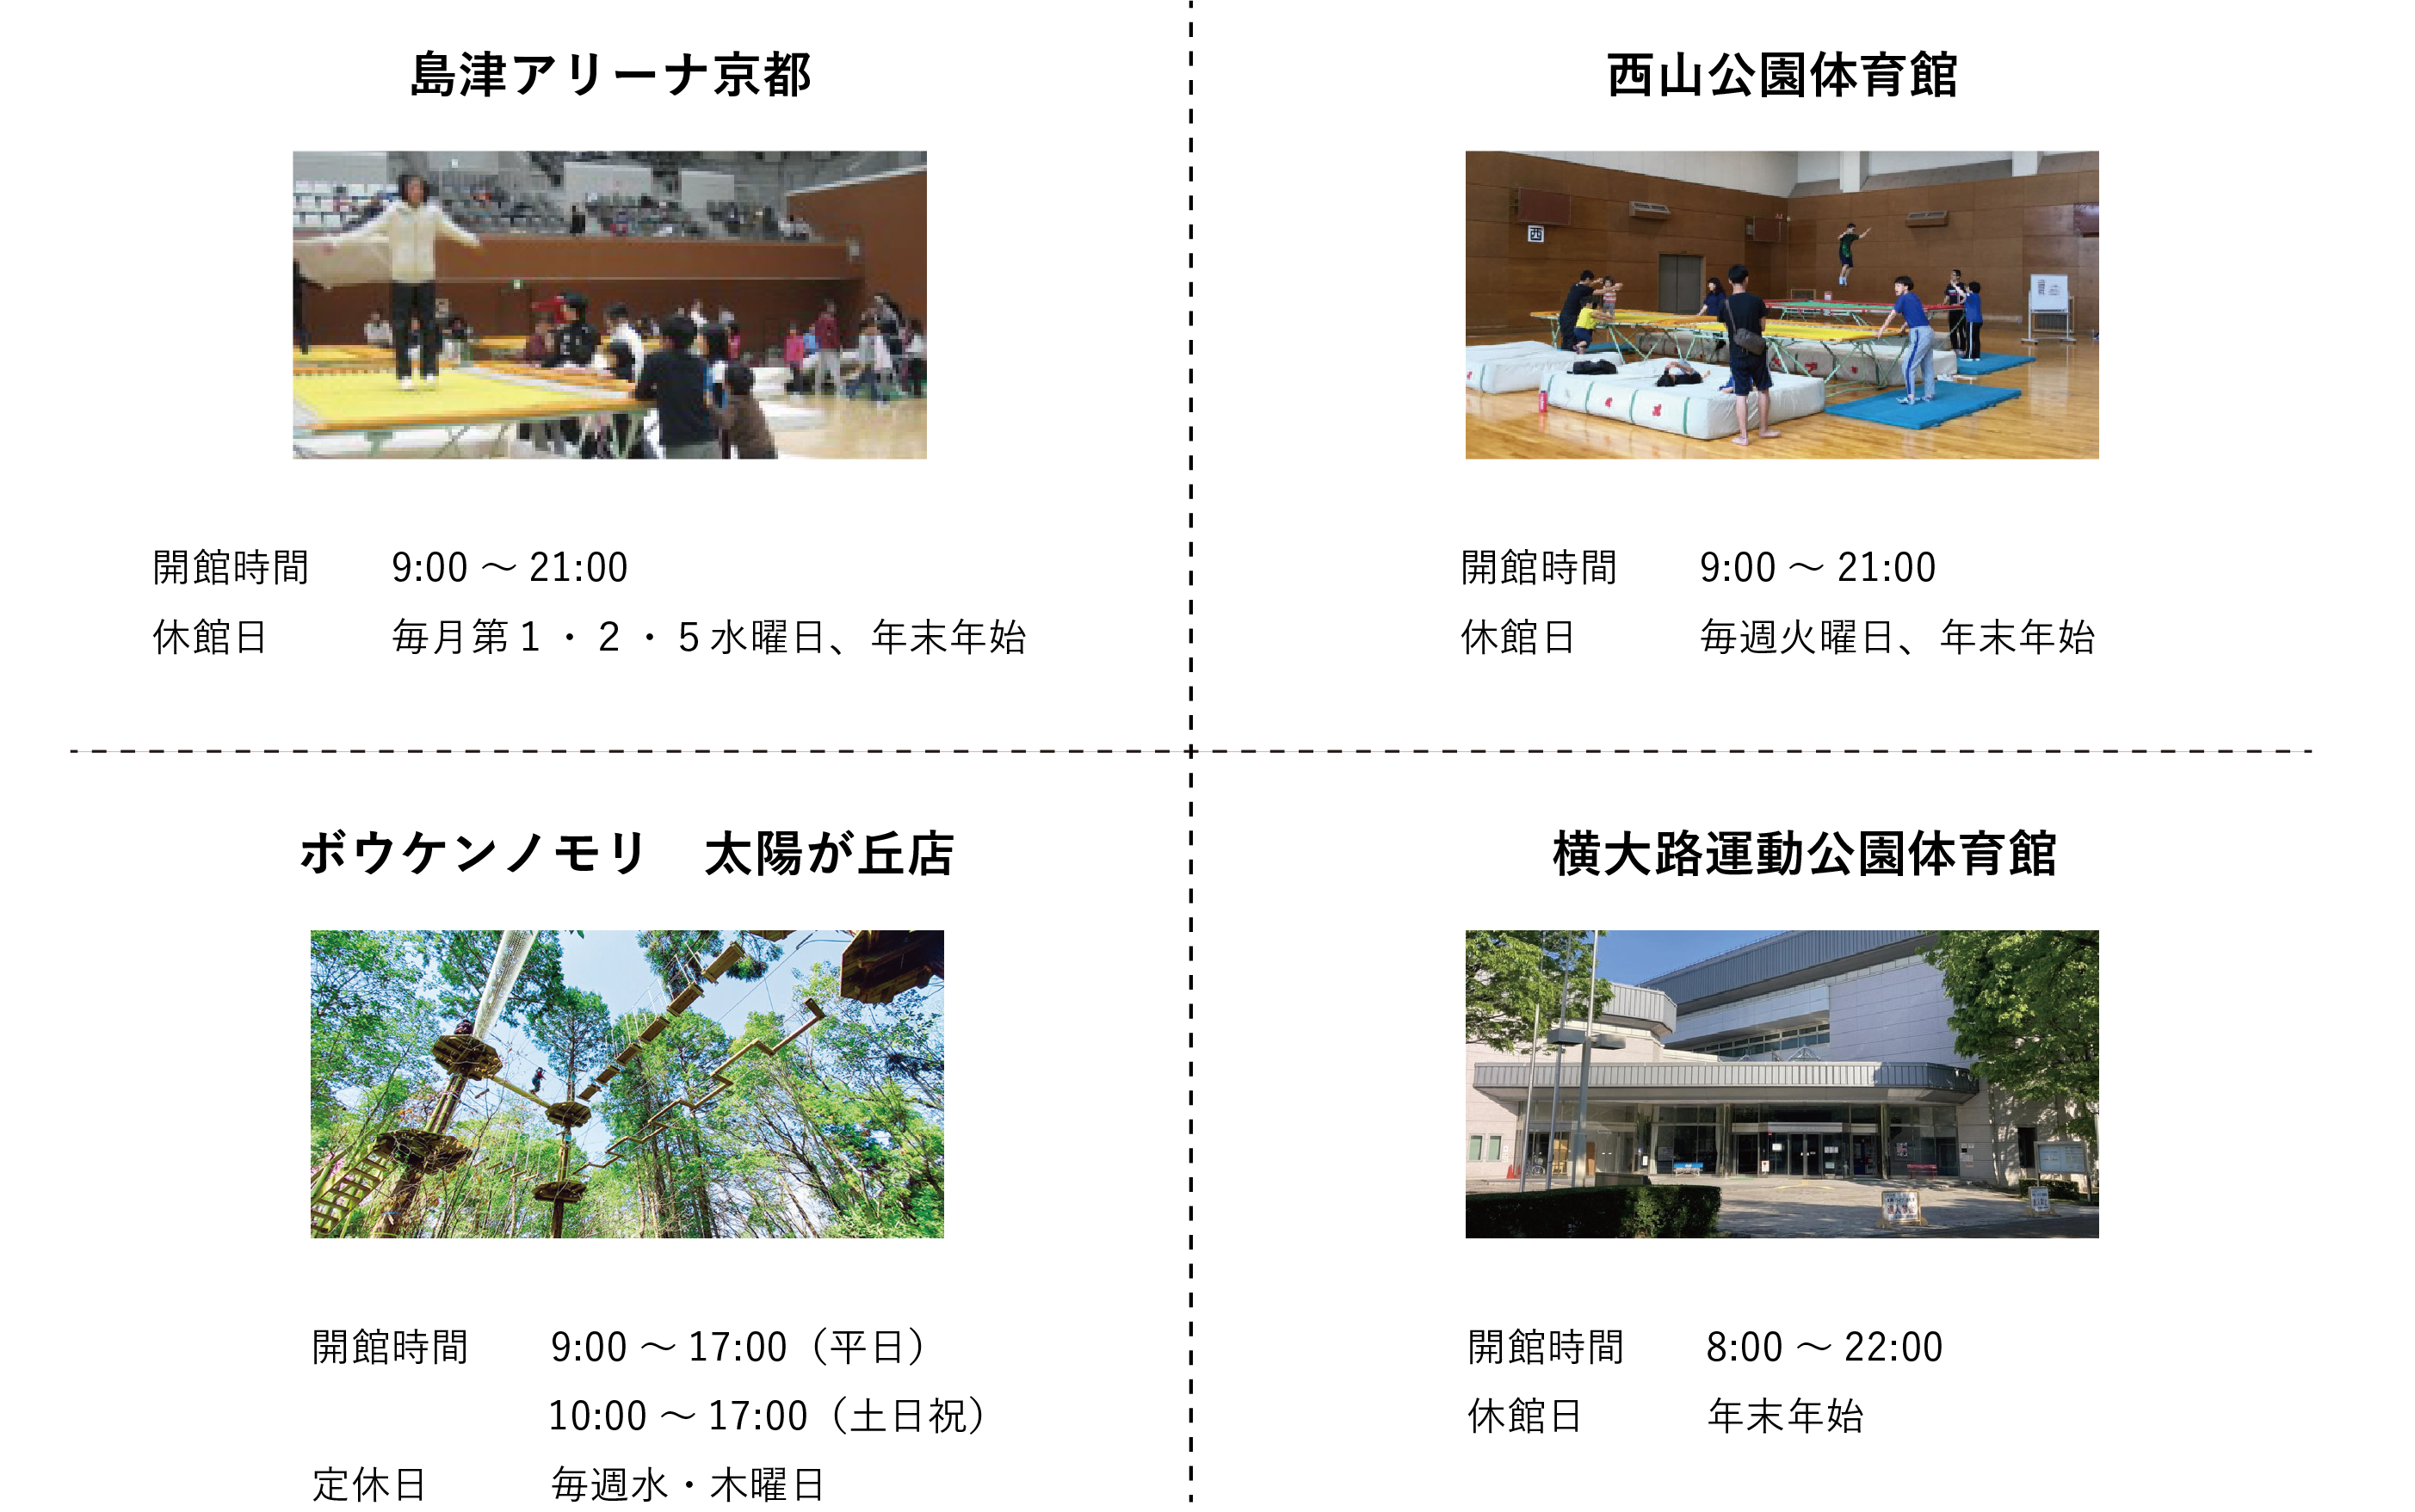 島津アリーナ京都
開館時間 9:00 ～ 21:00
休館日 毎月第１・２・５水曜日、年末年始
西山公園体育館
西
開館時間 9:00 ～ 21:00
休館日 毎週火曜日、年末年始
ボウケンノモリ　太陽が丘店
開館時間 9:00 ～ 17:00（平日）
10:00 ～ 17:00（土日祝）
定休日 毎週水・木曜日
横大路運動公園体育館
開館時間 8:00 ～ 22:00
休館日 年末年始